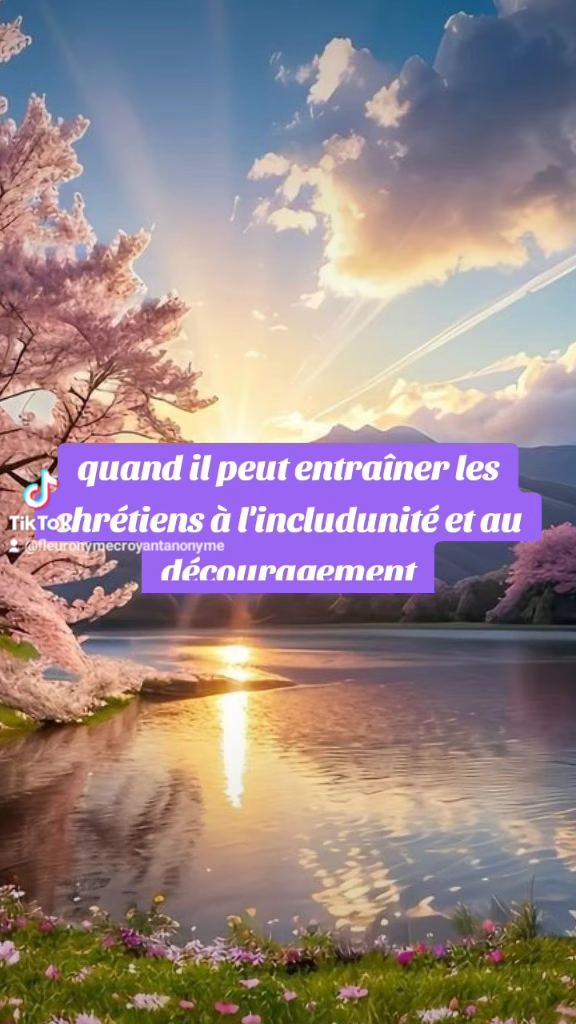 quand il peut entraîner les
chrétiens à l'includunité et au
découragement
TikTok
@fleuronymecroyantanonyme